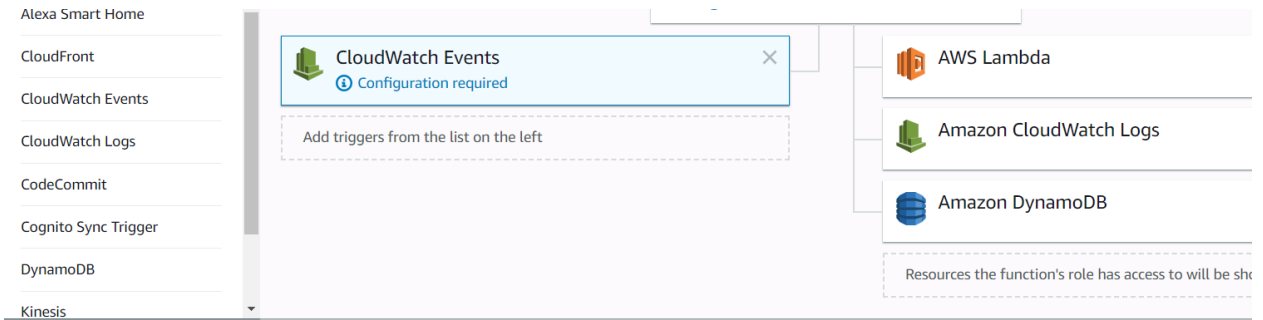 Alexa Smart Home
CloudFront
CloudWatch Events
CloudWatch Logs
CodeCommit
Cognito Sync Trigger
DynamoDB
Kinesis
CloudWatch Events
Configuration required
Add triggers from the list on the left
AWS Lambda
Amazon CloudWatch Logs
Amazon DynamoDB
Resources the function's role has access to will be